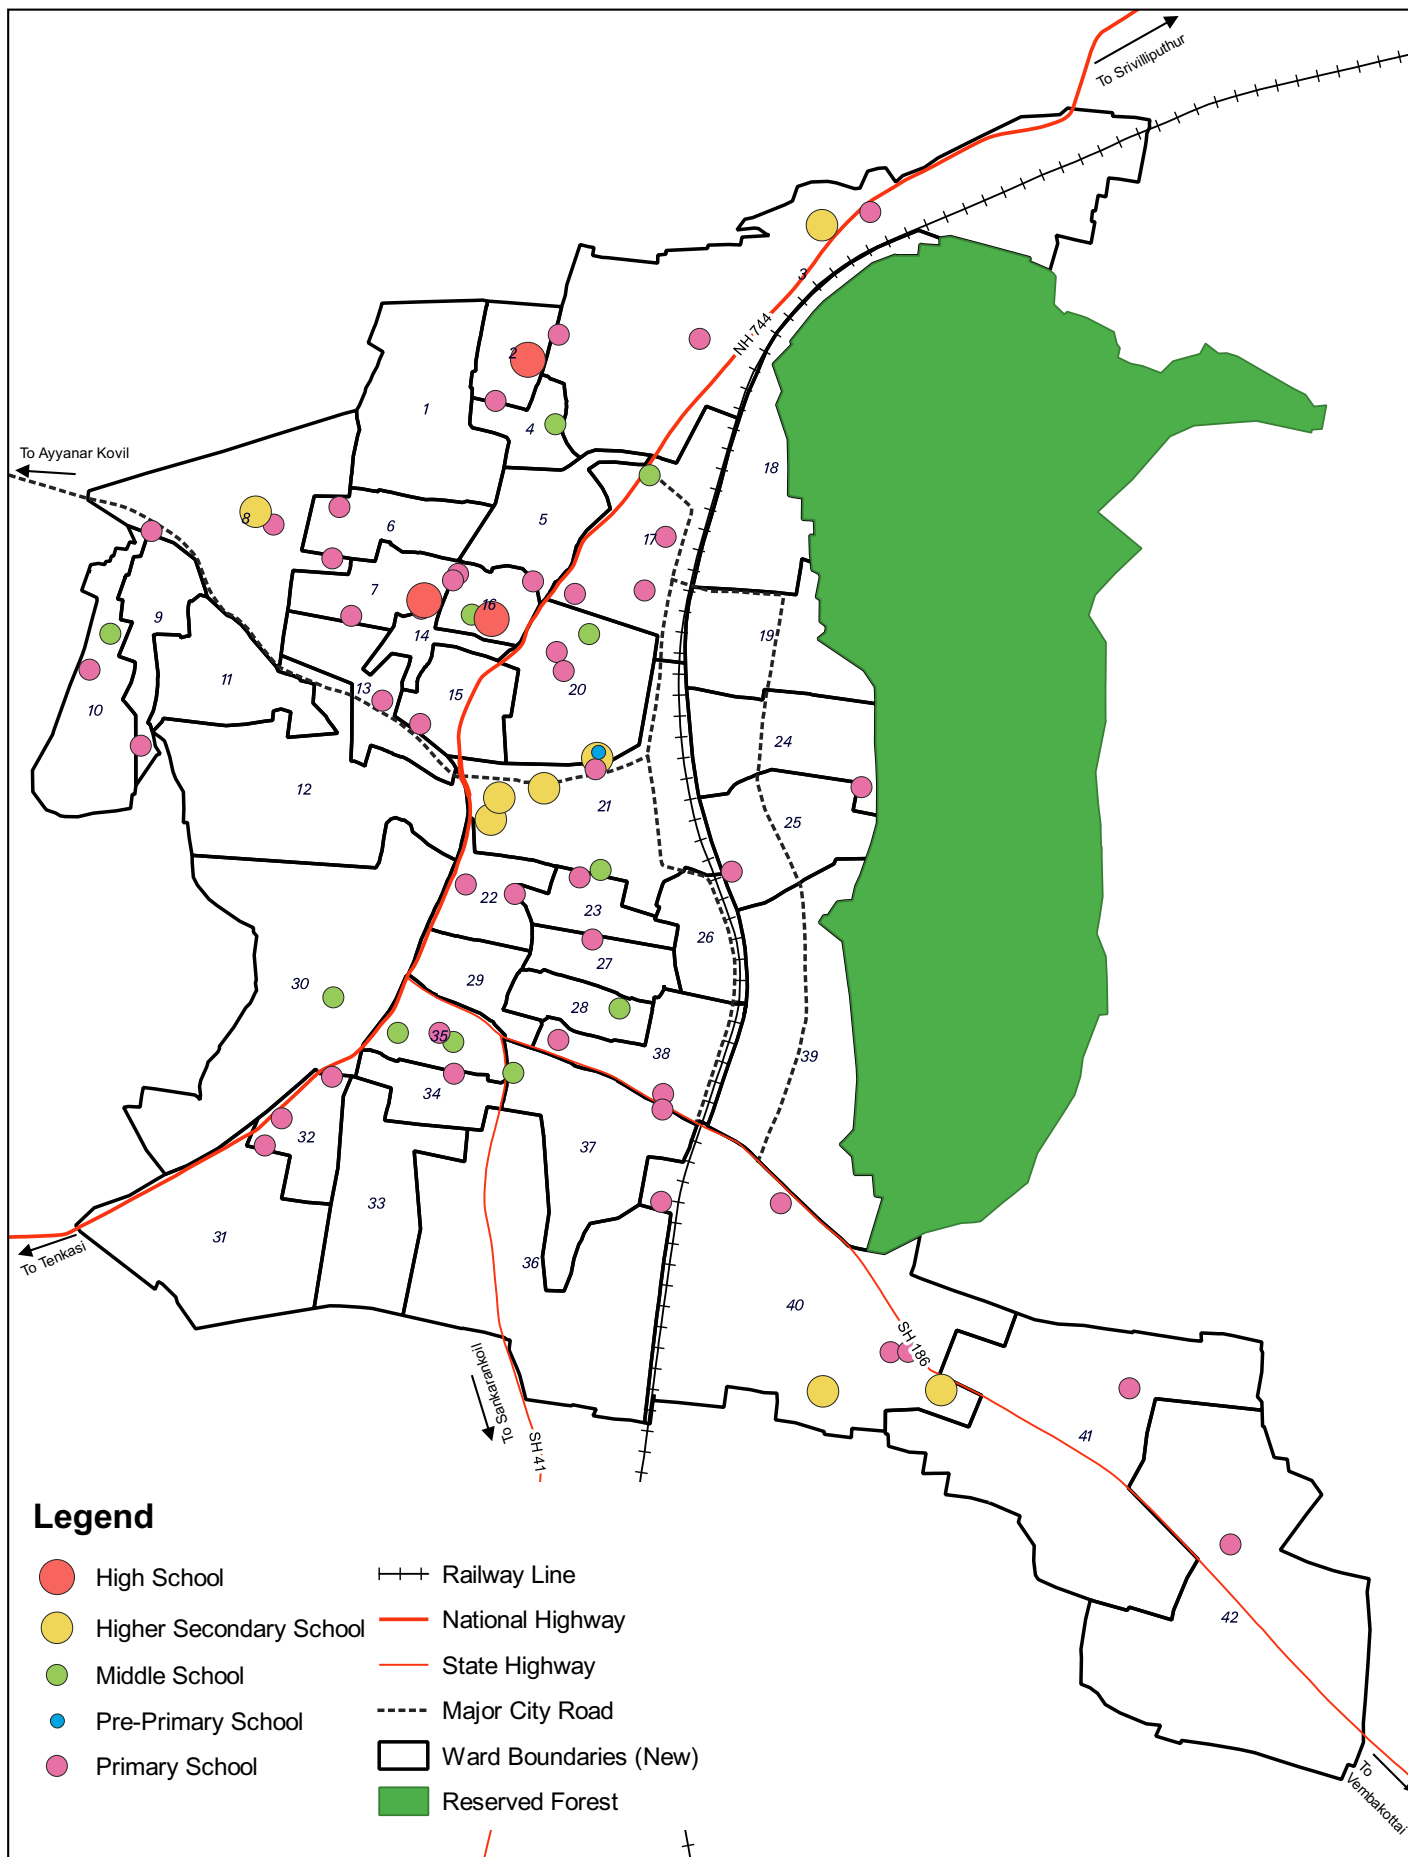 To Srivilliputhur
3
NH 744
2
1
4
To Ayyanar Kovil
18
8
6
5
17
7
16
9
14
19
11
13
15
20
10
24
12
21
25
22
23
26
27
30
29
28
35
38
39
34
32
37
33
31
36
To Tenkasi
40
SH 186
To Sankarankoil
SH 41
41
42
To
Vembakottai
Legend
High School
Higher Secondary School
Middle School
Pre-Primary School
Primary School
Railway Line
National Highway
State Highway
Major City Road
Ward Boundaries (New)
Reserved Forest